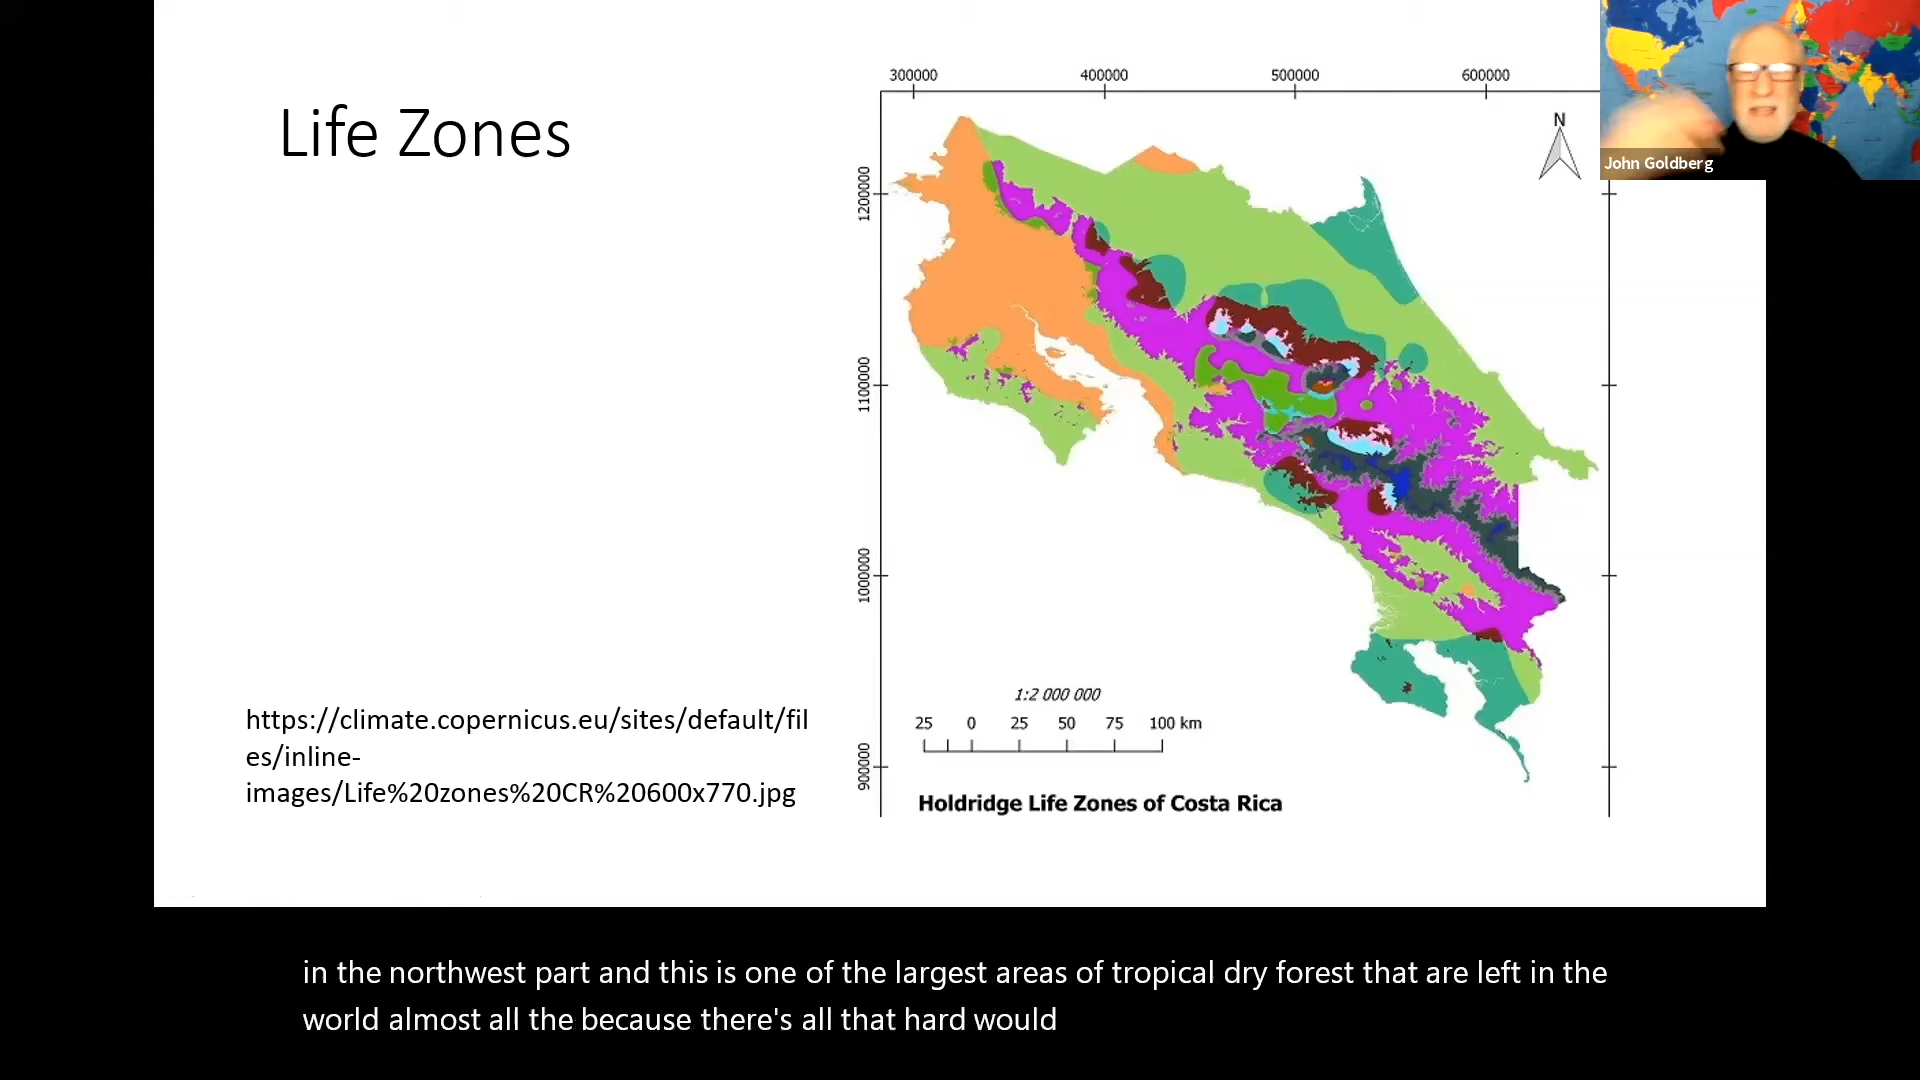 Life Zones
300000 400000 500000 600000
N
John Goldberg
1200000
1100000
1000000
900000
1:2 000 000
25 0 25 50 75 100 km
Holdridge Life Zones of Costa Rica
https://climate.copernicus.eu/sites/default/fil
es/inline-
images/Life%20zones%20CR%20600x770.jpg
in the northwest part and this is one of the largest areas of tropical dry forest that are left in the
world almost all the because there's all that hard would